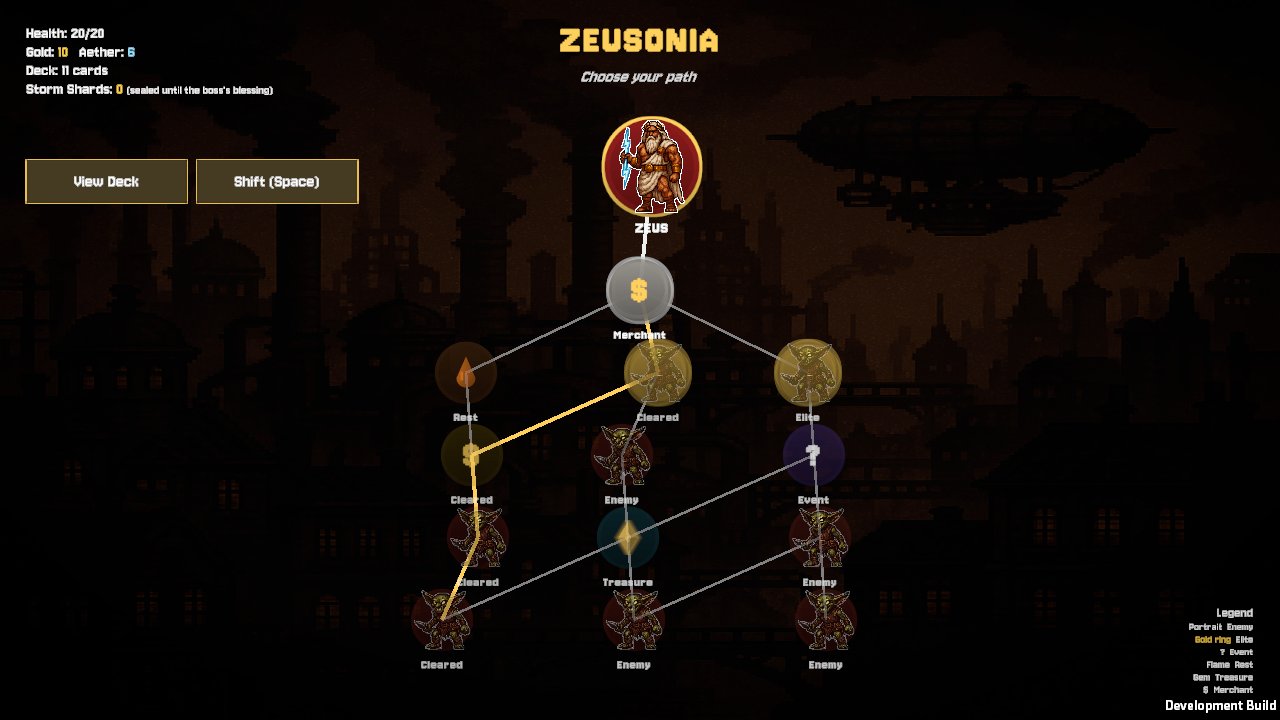 Health: 20/20
Gold: 10 Aether: 6
Deck: 11 cards
Storm Shards: 0 (sealed until the boss's blessing)
ZEUSONIA
Choose your path
View Deck
Shift (Space)
ZEUS
$
Merchant
Rest
Cleared
Elite
$
?
Cleared
Enemy
Event
Cleared
Treasure
Enemy
Cleared
Enemy
Enemy
Legend
Portrait Enemy
Gold ring Elite
? Event
Flame Rest
Gem Treasure
$ Merchant
Development Build